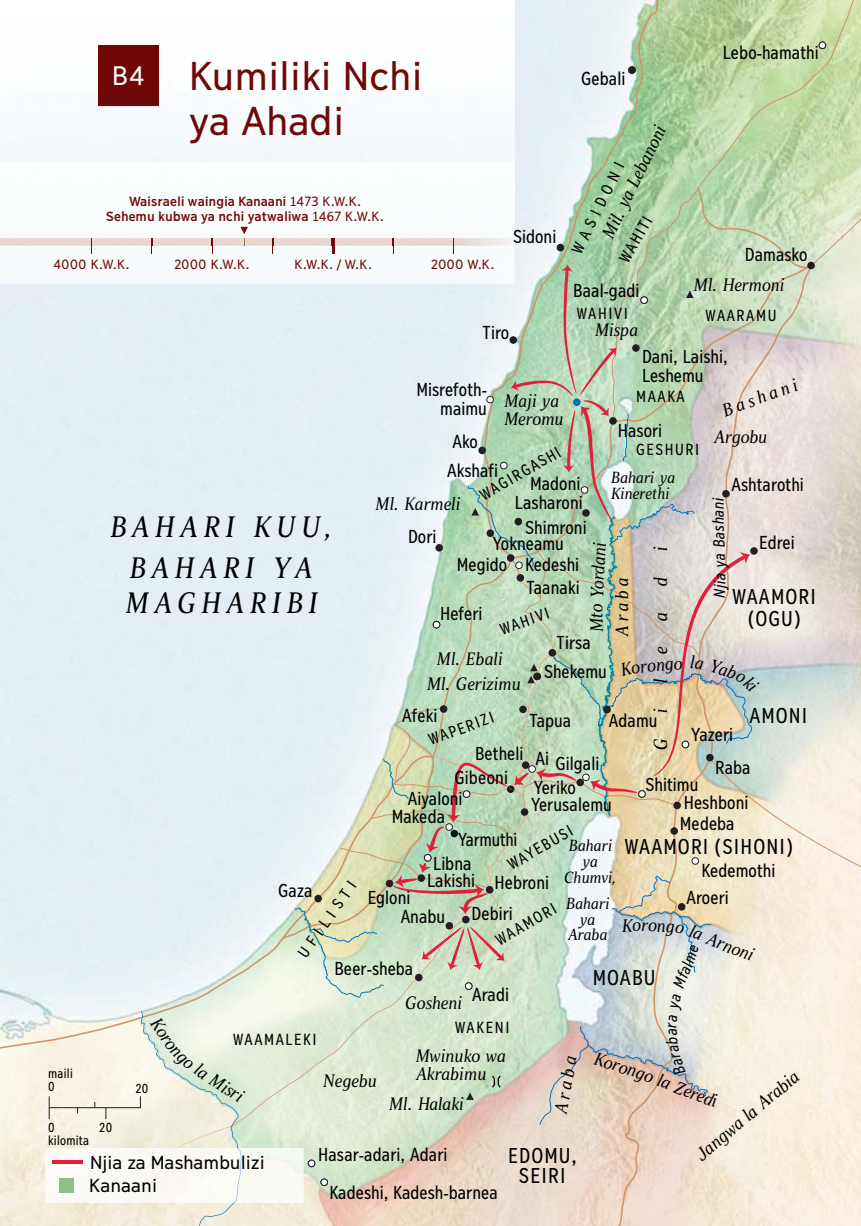 B4
Kumiliki Nchi
ya Ahadi
Waisraeli waingia Kanaani 1473 K.W.K.
Sehemu kubwa ya nchi yatwaliwa 1467 K.W.K.
4000 K.W.K.
2000 K.W.K.
K.W.K. / W.K.
2000 W.K.
Lebo-hamathi
Gebali
WASIDONI
Mil. ya Lebanoni
WAHITI
Sidoni
Damasko
Baal-gadi
Ml. Hermoni
WAHIVI
Mispa
WAARAMU
Tiro
Dani, Laishi,
Leshemu
Misrefoth-
maimu
Maji ya
Meromu
MAAKA
Bashani
Hasori
Argobu
Ako
GESHURI
Akshafi
WAGIRGASHI
Madoni
Bahari ya
Kinerethi
Ashtarothi
Lasharoni
Ml. Karmeli
Shimroni
Njia ya Bashani
Dori
Yokneamu
Edrei
Megido
Kedeshi
Taanaki
Mto Yordani
Araba
Gileadi
WAAMORI
(OGU)
Heferi
WAHIVI
Tirsa
Ml. Ebali
Shekemu
Korongo la Yaboki
Ml. Gerizimu
Afeki
WAPERIZI
Tapua
Adamu
AMONI
Yazeri
Betheli
Ai
Gilgali
Raba
Gibeoni
Yeriko
Shitimu
Aiyaloni
Yerusalemu
Heshboni
Makeda
Medeba
Yarmuthi
WAYEBUSI
WAAMORI (SIHONI)
Bahari
ya
Chumvi,
Bahari
ya
Araba
Libna
Kedemothi
Lakishi
Hebroni
Gaza
Egloni
Aroeri
UFILISTI
Anabu
Debiri
WAAMORI
Korongo la Arnoni
Beer-sheba
MOABU
Barabara ya Mfalme
Gosheni
Aradi
WAKENI
Korongo la Misri
WAAMALEKI
Mwinuko wa
Akrabimu
Negebu
Araba
Korongo la Zeredi
Ml. Halaki
Jangwa la Arabia
EDOMU,
SEIRI
Hasar-adari, Adari
Kadeshi, Kadesh-barnea
BAHARI KUU,
BAHARI YA
MAGHARIBI
maili
0 20
0 20
kilomita
Njia za Mashambulizi
Kanaani